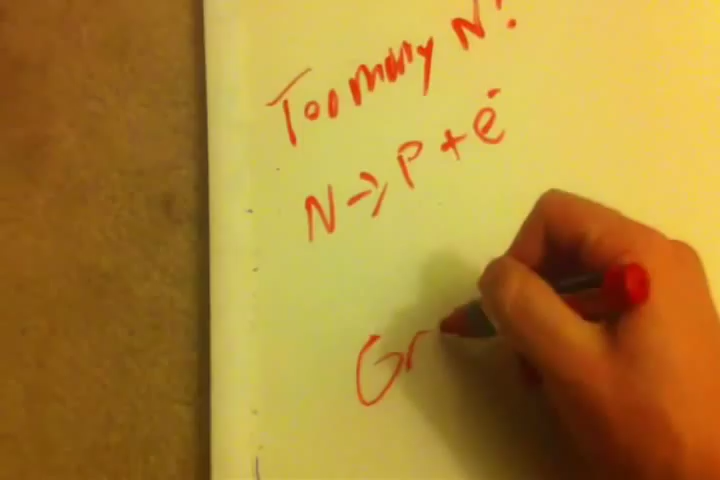 Too many N?
N → P + e⁻
Gr